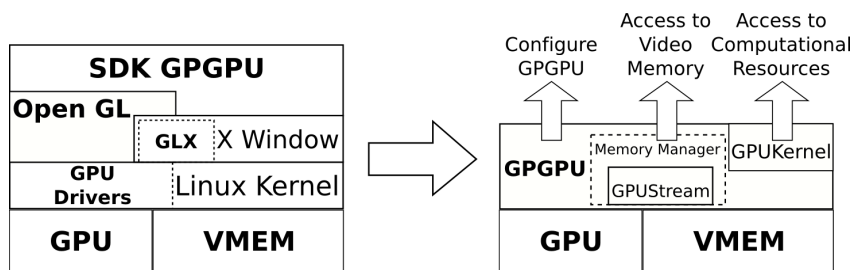 SDK GPGPU
Open GL
GLX
X Window
GPU
Drivers
Linux Kernel
GPU
VMEM
Configure
GPGPU
Access to
Video
Memory
Access to
Computational
Resources
GPGPU
Memory Manager
GPUStream
GPUKernel
GPU
VMEM